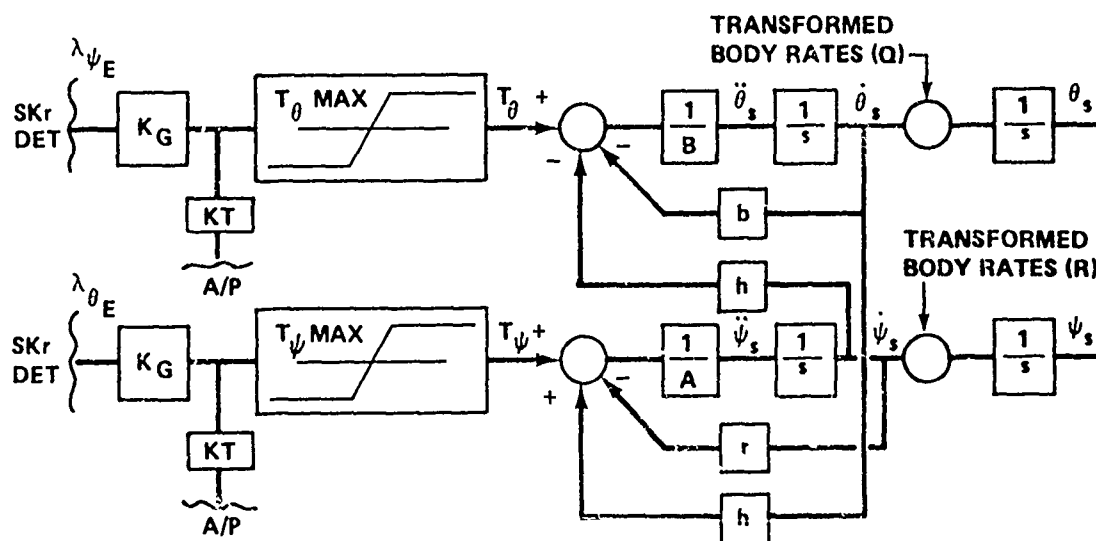 TRANSFORMED
BODY RATES (Q)
λψE
SKr
DET
KG
Tθ MAX
Tθ +
−
−
1/B
θ̈s
1/s
θ̇s
1/s
θs
KT
A/P
b
h
TRANSFORMED
BODY RATES (R)
λθE
SKr
DET
KG
Tψ MAX
Tψ +
−
+
1/A
ψ̈s
1/s
ψ̇s
1/s
ψs
KT
A/P
r
h